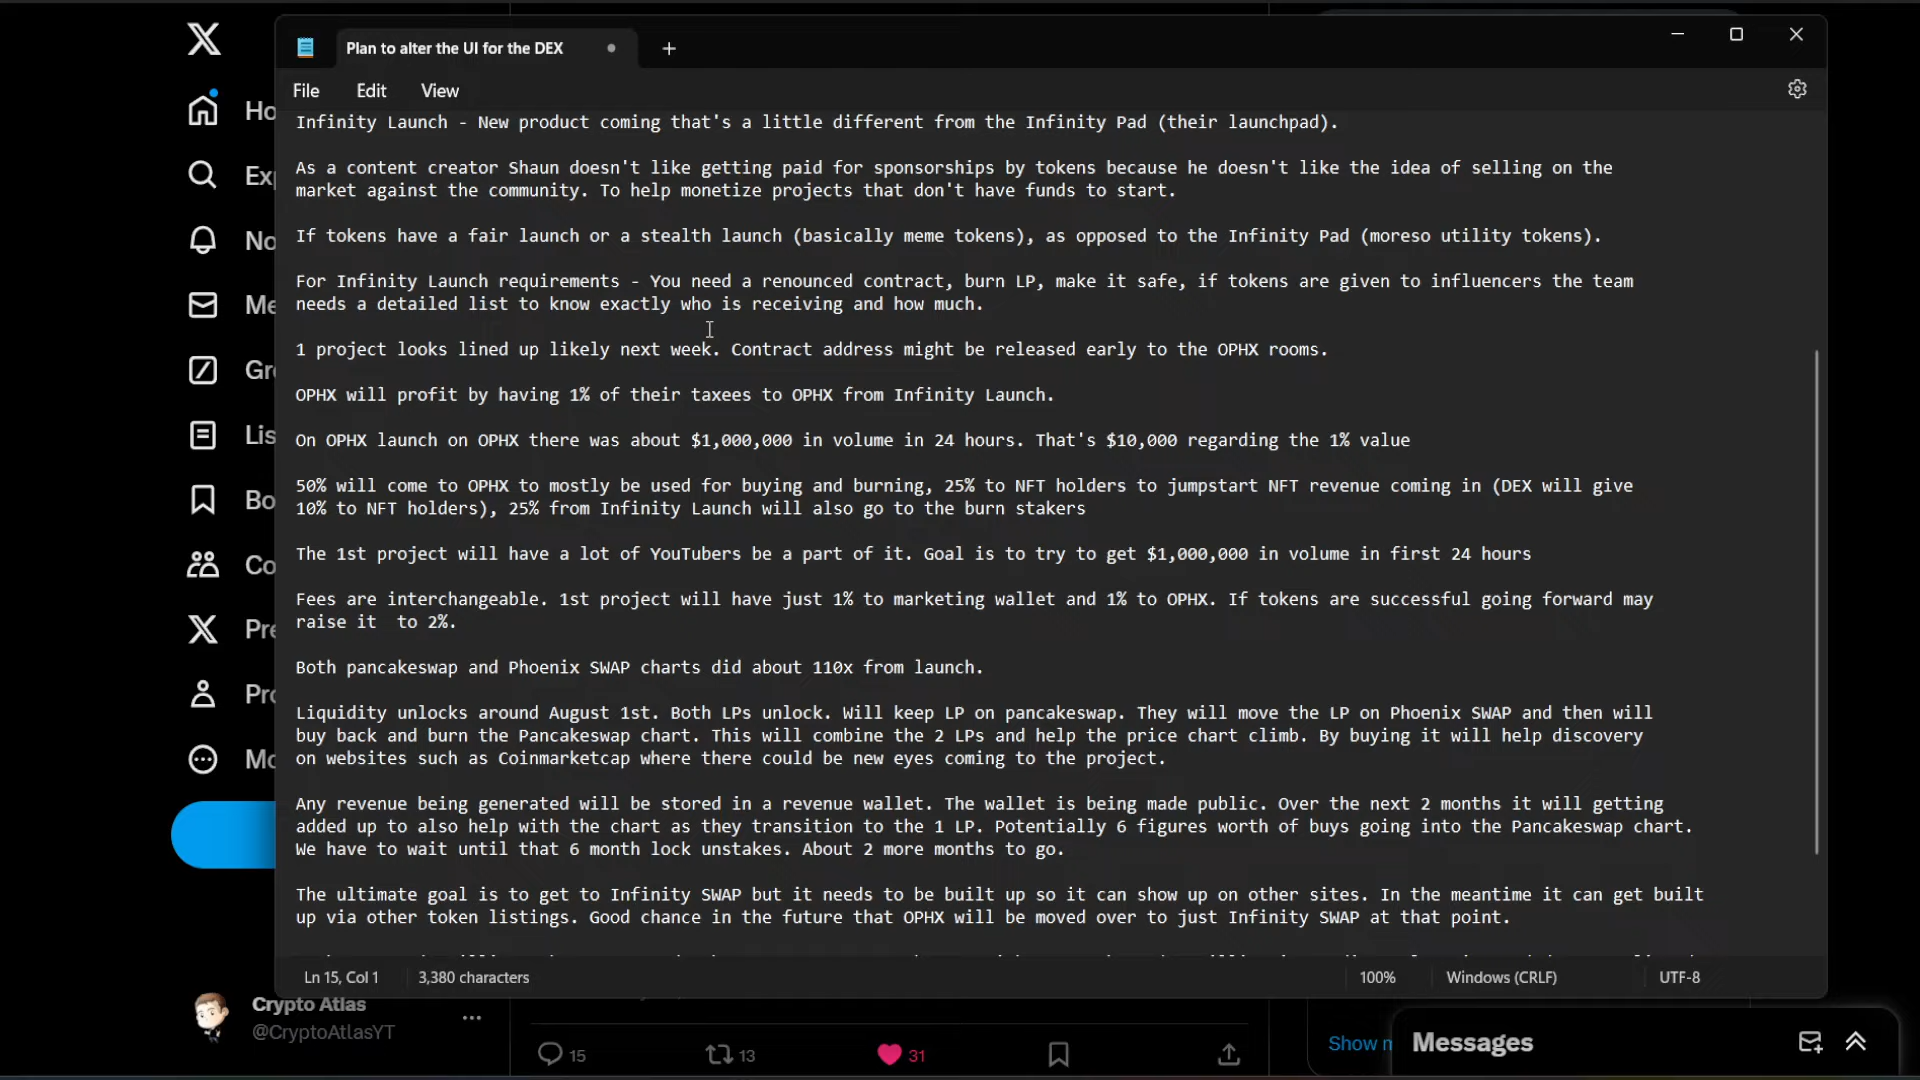 Plan to alter the UI for the DEX
File Edit View
Infinity Launch - New product coming that's a little different from the Infinity Pad (their launchpad).
As a content creator Shaun doesn't like getting paid for sponsorships by tokens because he doesn't like the idea of selling on the
market against the community. To help monetize projects that don't have funds to start.
If tokens have a fair launch or a stealth launch (basically meme tokens), as opposed to the Infinity Pad (moreso utility tokens).
For Infinity Launch requirements - You need a renounced contract, burn LP, make it safe, if tokens are given to influencers the team
needs a detailed list to know exactly who is receiving and how much.
1 project looks lined up likely next week. Contract address might be released early to the OPHX rooms.
OPHX will profit by having 1% of their taxees to OPHX from Infinity Launch.
On OPHX launch on OPHX there was about $1,000,000 in volume in 24 hours. That's $10,000 regarding the 1% value
50% will come to OPHX to mostly be used for buying and burning, 25% to NFT holders to jumpstart NFT revenue coming in (DEX will give
10% to NFT holders), 25% from Infinity Launch will also go to the burn stakers
The 1st project will have a lot of YouTubers be a part of it. Goal is to try to get $1,000,000 in volume in first 24 hours
Fees are interchangeable. 1st project will have just 1% to marketing wallet and 1% to OPHX. If tokens are successful going forward may
raise it  to 2%.
Both pancakeswap and Phoenix SWAP charts did about 110x from launch.
Liquidity unlocks around August 1st. Both LPs unlock. Will keep LP on pancakeswap. They will move the LP on Phoenix SWAP and then will
buy back and burn the Pancakeswap chart. This will combine the 2 LPs and help the price chart climb. By buying it will help discovery
on websites such as Coinmarketcap where there could be new eyes coming to the project.
Any revenue being generated will be stored in a revenue wallet. The wallet is being made public. Over the next 2 months it will getting
added up to also help with the chart as they transition to the 1 LP. Potentially 6 figures worth of buys going into the Pancakeswap chart.
We have to wait until that 6 month lock unstakes. About 2 more months to go.
The ultimate goal is to get to Infinity SWAP but it needs to be built up so it can show up on other sites. In the meantime it can get built
up via other token listings. Good chance in the future that OPHX will be moved over to just Infinity SWAP at that point.
Ln 15, Col 1 3,380 characters 100% Windows (CRLF) UTF-8
Ho
Exp
No
Me
Gro
Lis
Bo
Co
Pre
Pro
Mo
Crypto Atlas
@CryptoAtlasYT
15 13 31
Show
Messages